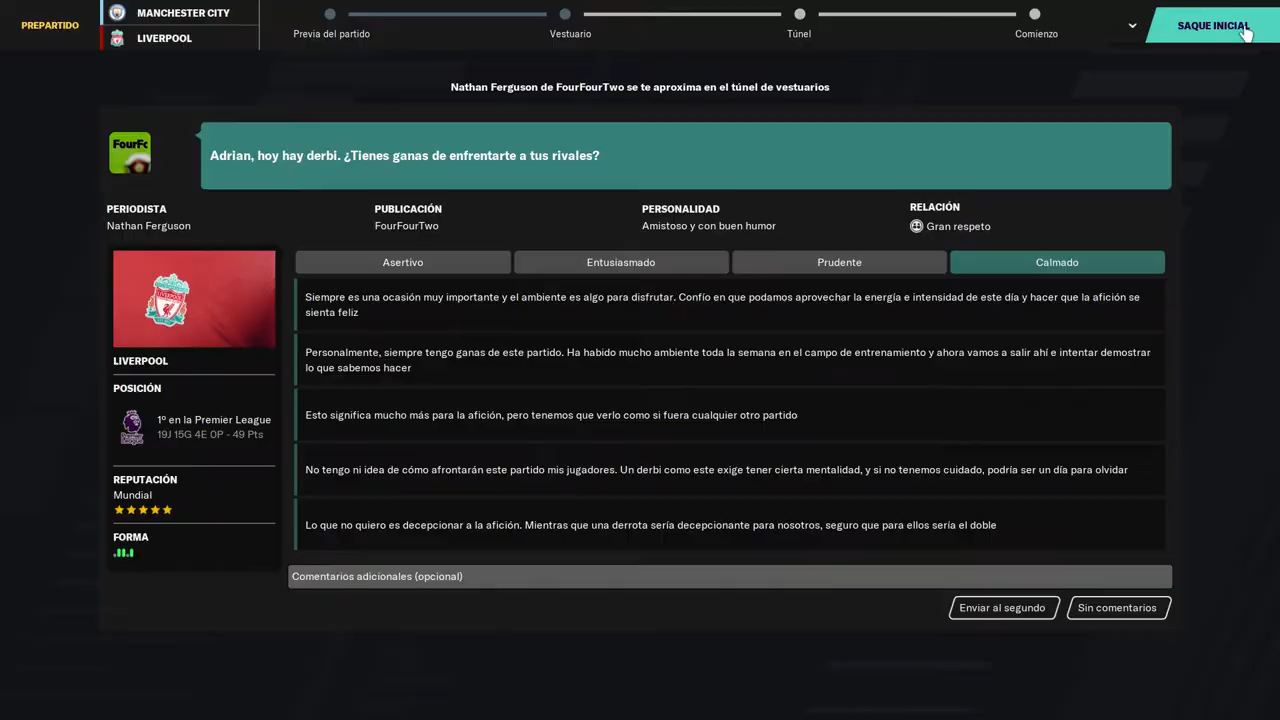 PREPARTIDO
MANCHESTER CITY
LIVERPOOL
Previa del partido
Vestuario
Túnel
Comienzo
SAQUE INICIAL
Nathan Ferguson de FourFourTwo se te aproxima en el túnel de vestuarios
FourFo
Adrian, hoy hay derbi. ¿Tienes ganas de enfrentarte a tus rivales?
PERIODISTA
Nathan Ferguson
PUBLICACIÓN
FourFourTwo
PERSONALIDAD
Amistoso y con buen humor
RELACIÓN
Gran respeto
Asertivo
Entusiasmado
Prudente
Calmado
Siempre es una ocasión muy importante y el ambiente es algo para disfrutar. Confío en que podamos aprovechar la energía e intensidad de este día y hacer que la afición se
sienta feliz
Personalmente, siempre tengo ganas de este partido. Ha habido mucho ambiente toda la semana en el campo de entrenamiento y ahora vamos a salir ahí e intentar demostrar
lo que sabemos hacer
Esto significa mucho más para la afición, pero tenemos que verlo como si fuera cualquier otro partido
No tengo ni idea de cómo afrontarán este partido mis jugadores. Un derbi como este exige tener cierta mentalidad, y si no tenemos cuidado, podría ser un día para olvidar
Lo que no quiero es decepcionar a la afición. Mientras que una derrota sería decepcionante para nosotros, seguro que para ellos sería el doble
LIVERPOOL
POSICIÓN
1º en la Premier League
19J 15G 4E 0P - 49 Pts
REPUTACIÓN
Mundial
FORMA
Comentarios adicionales (opcional)
Enviar al segundo
Sin comentarios